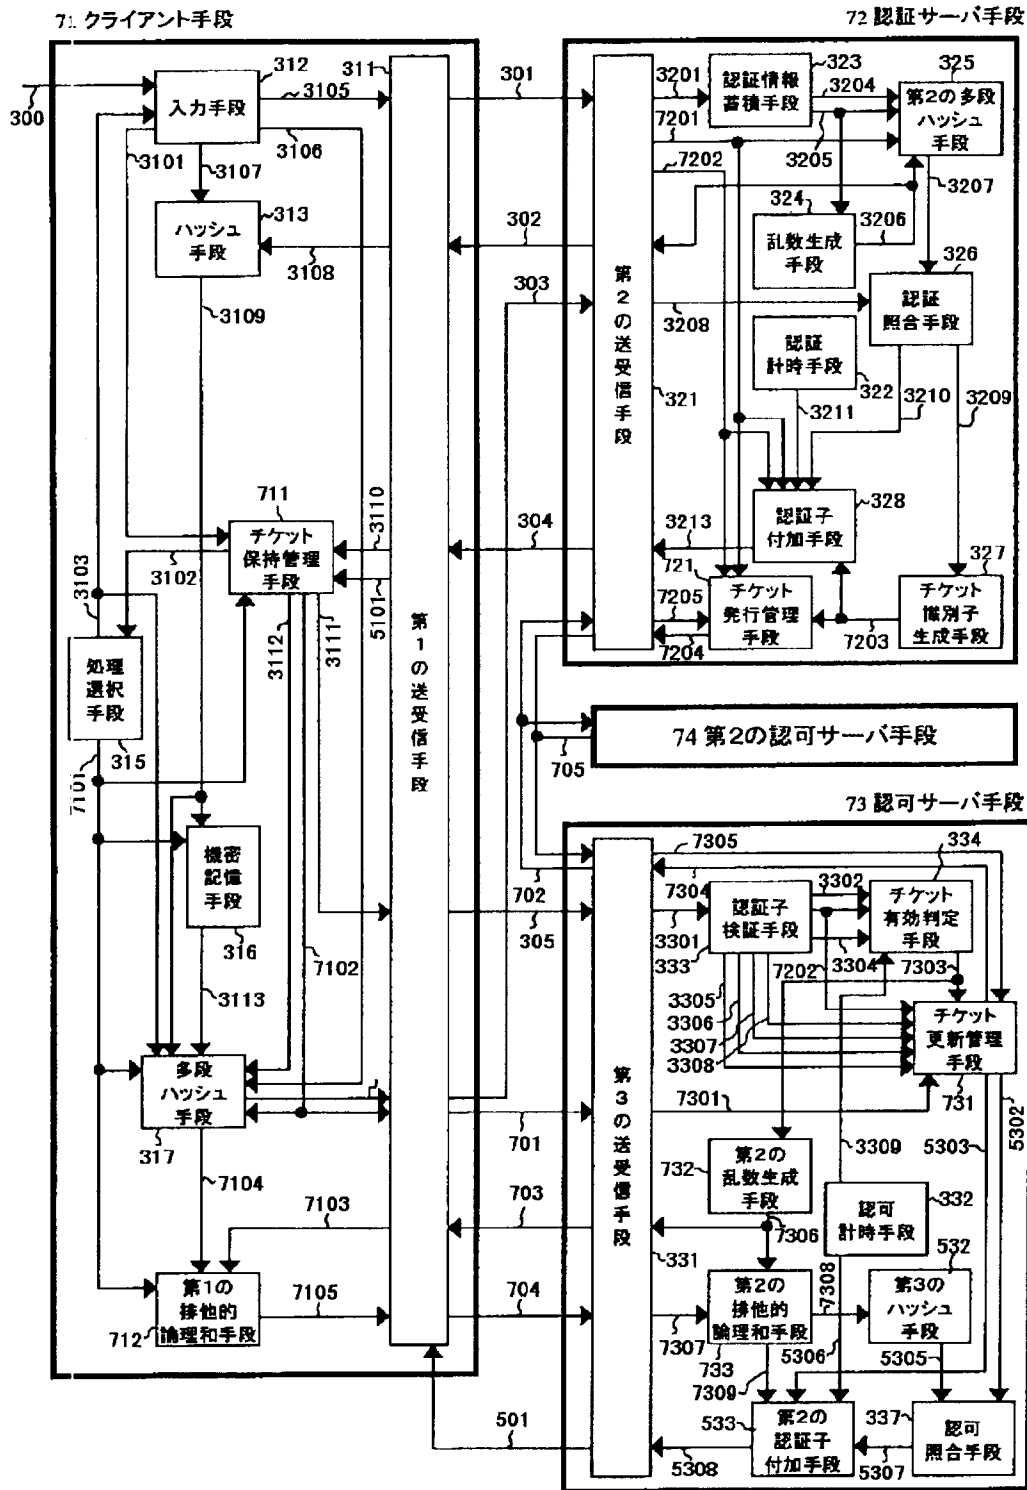 71 クライアント手段
300
312
入力手段
3105
3106
3101
3107
313
ハッシュ
手段
3108
3109
311
第1の送受信手段
711
チケット
保持管理
手段
3110
5101
3111
3112
3102
3103
処理
選択
手段
315
7101
機密
記憶
手段
316
3113
7102
多段
ハッシュ
手段
317
7104
7103
第1の
排他的
論理和手段
712
7105
301
302
303
304
702
305
701
703
704
501
72 認証サーバ手段
第2の送受信手段
321
3201
7201
7202
323
認証情報
蓄積手段
3204
3205
325
第2の多段
ハッシュ
手段
3207
324
乱数生成
手段
3206
326
認証
照合手段
3208
認証
計時手段
322
3211
3210
3209
328
認証子
付加手段
3213
721
チケット
発行管理
手段
7205
7204
7203
327
チケット
識別子
生成手段
74 第2の認可サーバ手段
705
73 認可サーバ手段
第3の送受信手段
331
7305
7304
334
3302
チケット
有効判定
手段
認証子
検証手段
3301
333
3304
7303
7202
3305
3306
3307
3308
チケット
更新管理
手段
731
7301
3309
5303
5302
第2の
乱数生成
手段
732
7306
332
認可
計時手段
第2の
排他的
論理和手段
733
7307
7308
532
第3の
ハッシュ
手段
7309
5306
5305
533
第2の
認証子
付加手段
5308
5307
337
認可
照合手段